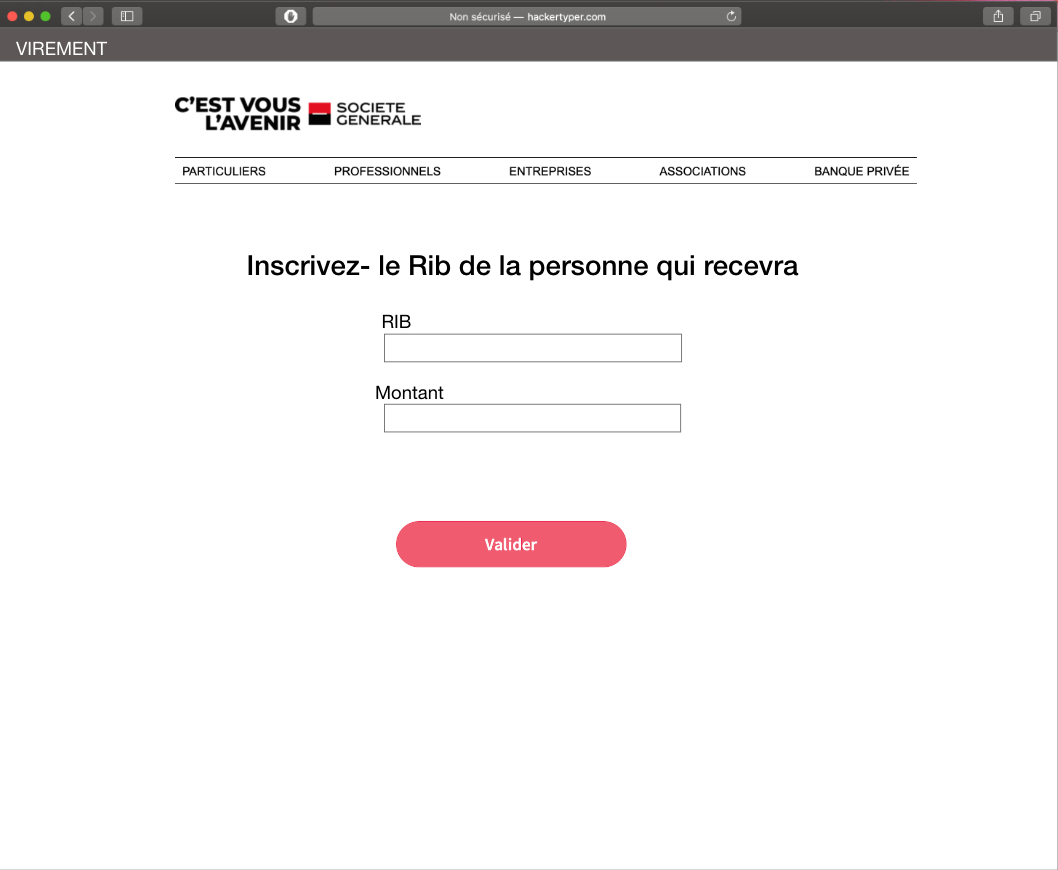 Non sécurisé — hackertyper.com
VIREMENT
C'EST VOUS
L'AVENIR
SOCIETE
GENERALE
PARTICULIERS PROFESSIONNELS ENTREPRISES ASSOCIATIONS BANQUE PRIVÉE
Inscrivez- le Rib de la personne qui recevra
RIB
Montant
Valider